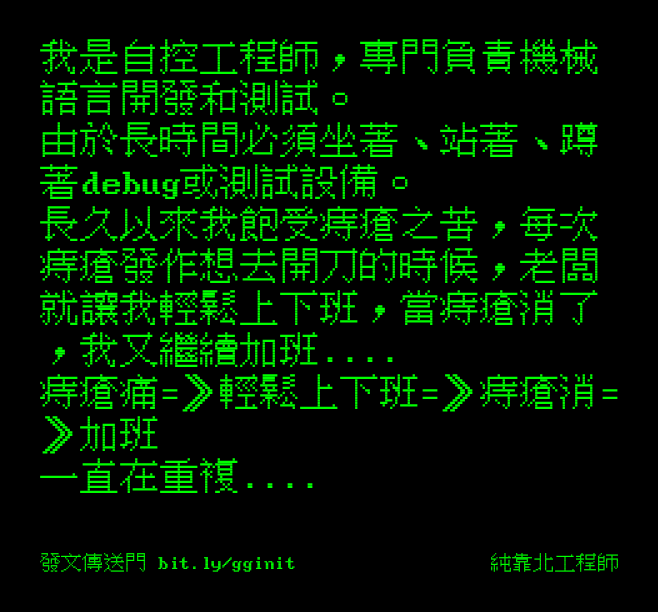 我是自控工程師，專門負責機械
語言開發和測試。
由於長時間必須坐著、站著、蹲
著debug或測試設備。
長久以來我飽受痔瘡之苦，每次
痔瘡發作想去開刀的時候，老闆
就讓我輕鬆上下班，當痔瘡消了
，我又繼續加班....
痔瘡痛=》輕鬆上下班=》痔瘡消=
》加班
一直在重複....
發文傳送門 bit.ly/gginit
純靠北工程師